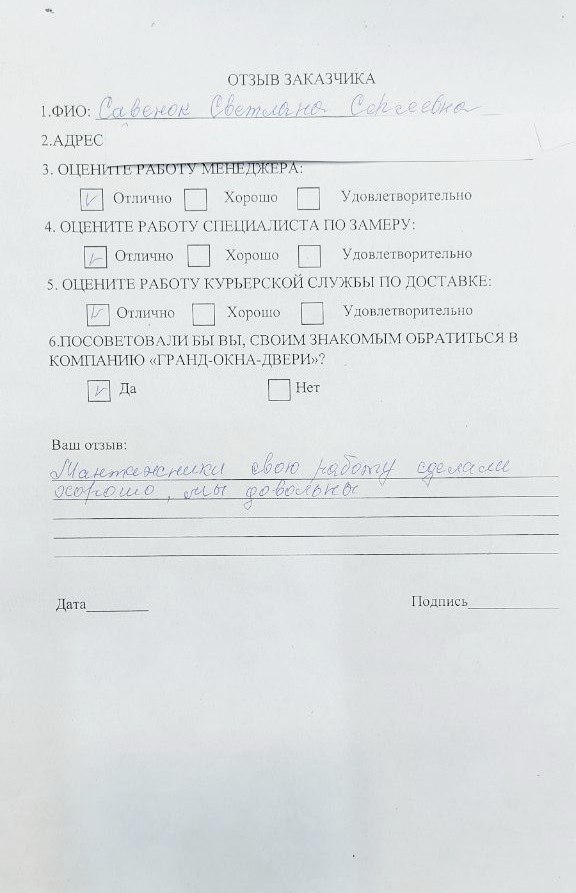 ОТЗЫВ ЗАКАЗЧИКА
1.ФИО: Савенок Светлана Сергеевна
2.АДРЕС
3. ОЦЕНИТЕ РАБОТУ МЕНЕДЖЕРА:
Отлично Хорошо Удовлетворительно
4. ОЦЕНИТЕ РАБОТУ СПЕЦИАЛИСТА ПО ЗАМЕРУ:
Отлично Хорошо Удовлетворительно
5. ОЦЕНИТЕ РАБОТУ КУРЬЕРСКОЙ СЛУЖБЫ ПО ДОСТАВКЕ:
Отлично Хорошо Удовлетворительно
6.ПОСОВЕТОВАЛИ БЫ ВЫ, СВОИМ ЗНАКОМЫМ ОБРАТИТЬСЯ В
КОМПАНИЮ «ГРАНД-ОКНА-ДВЕРИ»?
Да Нет
Ваш отзыв:
Мантежники свою работу сделали
хорошо, мы довольны
Дата Подпись